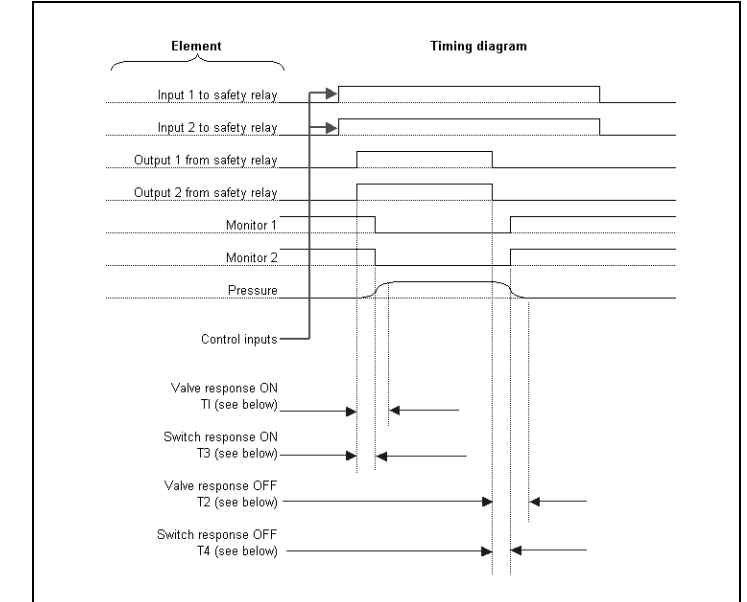 Element
Timing diagram
Input 1 to safety relay
Input 2 to safety relay
Output 1 from safety relay
Output 2 from safety relay
Monitor 1
Monitor 2
Pressure
Control inputs
Valve response ON
TI (see below)
Switch response ON
T3 (see below)
Valve response OFF
T2 (see below)
Switch response OFF
T4 (see below)